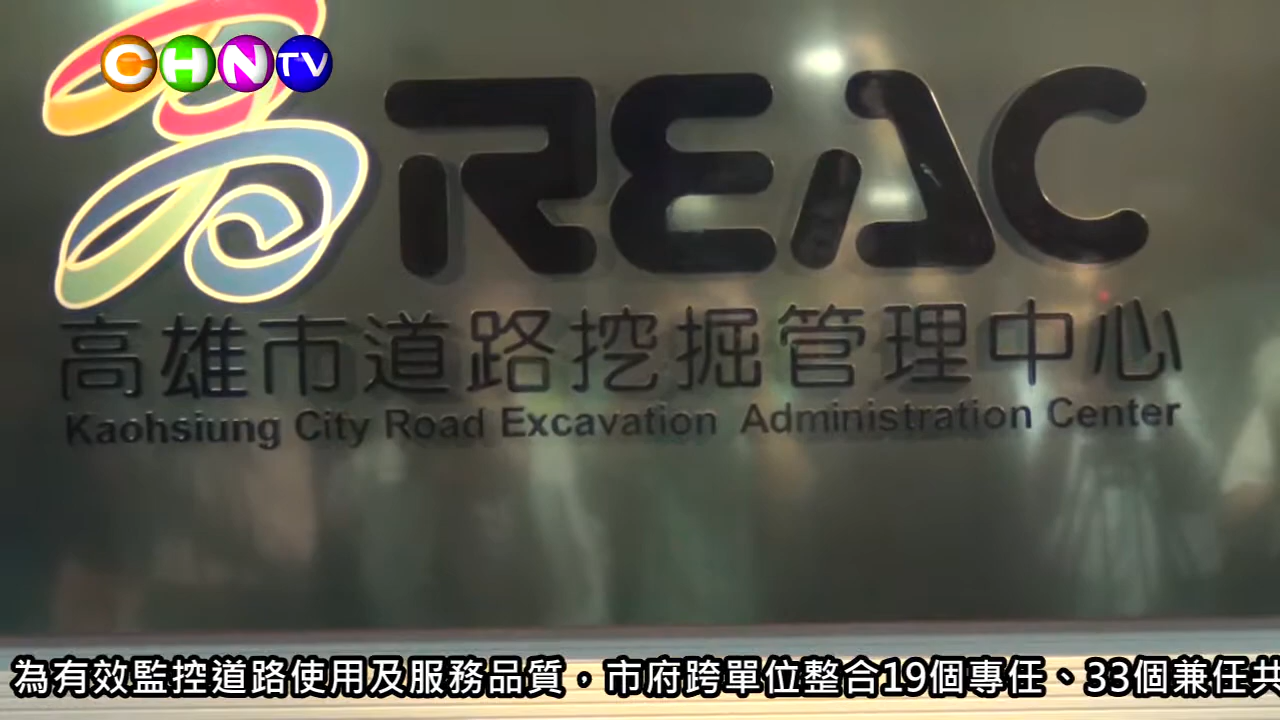 CHNTV
REAC
高雄市道路挖掘管理中心
Kaohsiung City Road Excavation Administration Center
為有效監控道路使用及服務品質，市府跨單位整合19個專任、33個兼任共